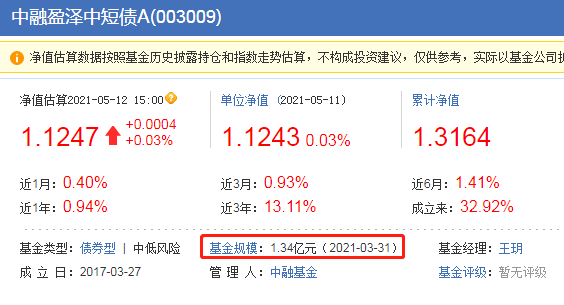 中融盈泽中短债A(003009)
净值估算数据按照基金历史披露持仓和指数走势估算，不构成投资建议，仅供参考，实际以基金公司披
净值估算2021-05-12 15:00 单位净值 (2021-05-11) 累计净值
1.1247 +0.0004 +0.03% 1.1243 0.03% 1.3164
近1月：0.40% 近3月：0.93% 近6月：1.41%
近1年：0.94% 近3年：13.11% 成立来：32.92%
基金类型：债券型 | 中低风险 基金规模：1.34亿元（2021-03-31） 基金经理：王玥
成 立 日：2017-03-27 管 理 人：中融基金 基金评级：暂无评级